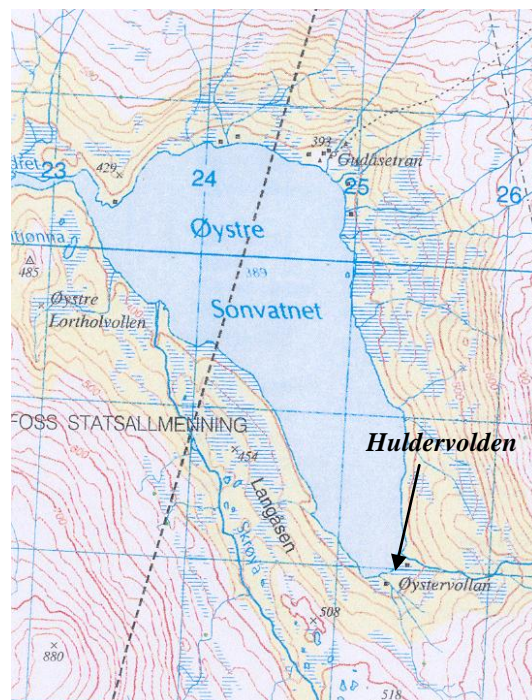 393
Gudåsetran
429
23
24
25
26
Øystre
389
Sonvatnet
485
Øystre
Lortholvollen
FOSS STATSALLMENNING
454
Langåsen
Skrøya
Huldervolden
Øystervollan
508
880
518